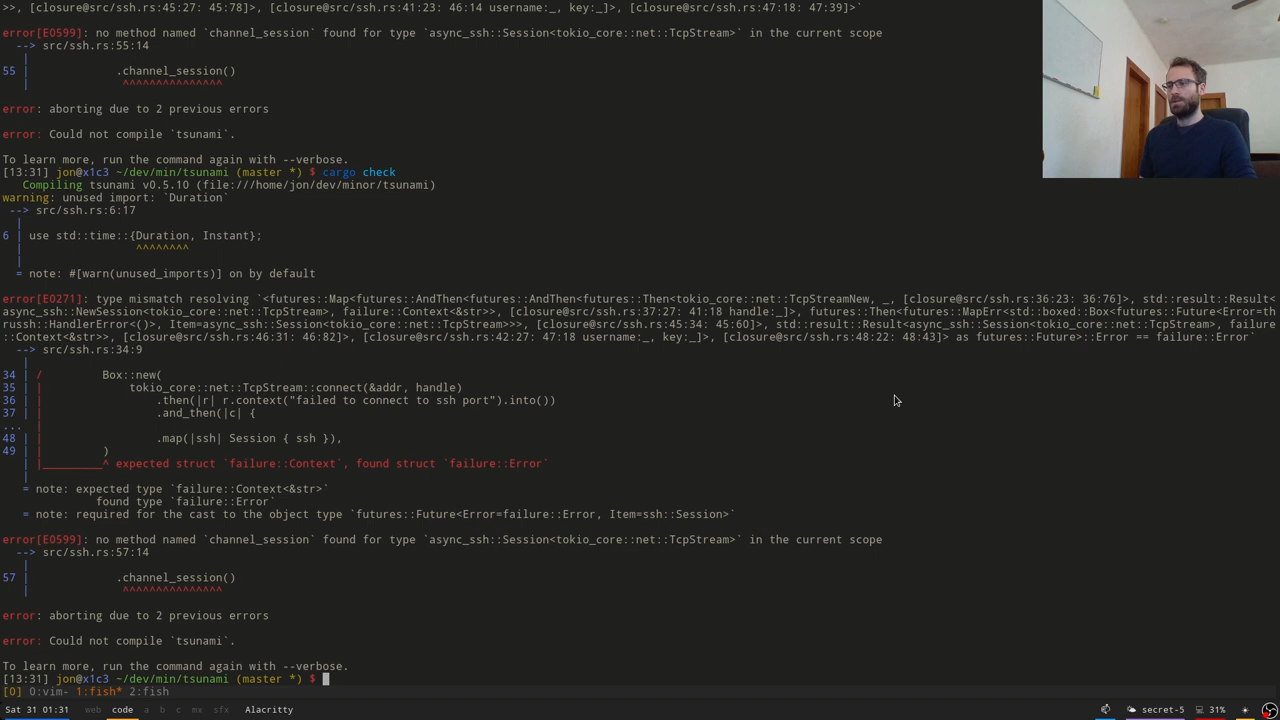 >>, [closure@src/ssh.rs:45:27: 45:78]>, [closure@src/ssh.rs:41:23: 46:14 username:_, key:_]>, [closure@src/ssh.rs:47:18: 47:39]>`
error[E0599]: no method named `channel_session` found for type `async_ssh::Session<tokio_core::net::TcpStream>` in the current scope
--> src/ssh.rs:55:14
|
55 | .channel_session()
| ^^^^^^^^^^^^^^^
error: aborting due to 2 previous errors
error: Could not compile `tsunami`.
To learn more, run the command again with --verbose.
[13:31] jon@x1c3 ~/dev/min/tsunami (master *) $ cargo check
Compiling tsunami v0.5.10 (file:///home/jon/dev/minor/tsunami)
warning: unused import: `Duration`
--> src/ssh.rs:6:17
|
6 | use std::time::{Duration, Instant};
| ^^^^^^^^
|
= note: #[warn(unused_imports)] on by default
error[E0271]: type mismatch resolving `<futures::Map<futures::AndThen<futures::AndThen<futures::Then<tokio_core::net::TcpStreamNew, _, [closure@src/ssh.rs:36:23: 36:76]>, std::result::Result<
async_ssh::NewSession<tokio_core::net::TcpStream>, failure::Context<&str>>, [closure@src/ssh.rs:37:27: 41:18 handle:_]>, futures::Then<futures::MapErr<std::boxed::Box<futures::Future<Error=th
russh::HandlerError<()>, Item=async_ssh::Session<tokio_core::net::TcpStream>>>, [closure@src/ssh.rs:45:34: 45:60]>, std::result::Result<async_ssh::Session<tokio_core::net::TcpStream>, failure
::Context<&str>>, [closure@src/ssh.rs:46:31: 46:82]>, [closure@src/ssh.rs:42:27: 47:18 username:_, key:_]>, [closure@src/ssh.rs:48:22: 48:43]> as futures::Future>::Error == failure::Error`
--> src/ssh.rs:34:9
|
34 | / Box::new(
35 | | tokio_core::net::TcpStream::connect(&addr, handle)
36 | | .then(|r| r.context("failed to connect to ssh port").into())
37 | | .and_then(|c| {
... |
48 | | .map(|ssh| Session { ssh }),
49 | | )
| |_________^ expected struct `failure::Context`, found struct `failure::Error`
|
= note: expected type `failure::Context<&str>`
found type `failure::Error`
= note: required for the cast to the object type `futures::Future<Error=failure::Error, Item=ssh::Session>`
error[E0599]: no method named `channel_session` found for type `async_ssh::Session<tokio_core::net::TcpStream>` in the current scope
--> src/ssh.rs:57:14
|
57 | .channel_session()
| ^^^^^^^^^^^^^^^
error: aborting due to 2 previous errors
error: Could not compile `tsunami`.
To learn more, run the command again with --verbose.
[13:31] jon@x1c3 ~/dev/min/tsunami (master *) $
[0] 0:vim- 1:fish* 2:fish
Sat 31 01:31 web code a b c mx sfx Alacritty secret-5 31%